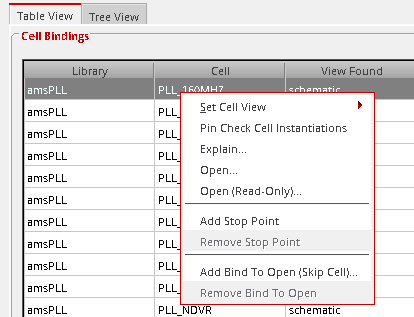 Table View Tree View
Cell Bindings
Library Cell View Found
amsPLL PLL_160MHZ schematic
amsPLL PLL_
Set Cell View
amsPLL PLL_
Pin Check Cell Instantiations
amsPLL PLL_
Explain...
Open...
amsPLL PLL_
Open (Read-Only)...
amsPLL PLL_
Add Stop Point
amsPLL PLL_
Remove Stop Point
amsPLL PLL_
amsPLL PLL_
Add Bind To Open (Skip Cell)...
amsPLL PLL_
Remove Bind To Open
amsPLL PLL_NDVR schematic